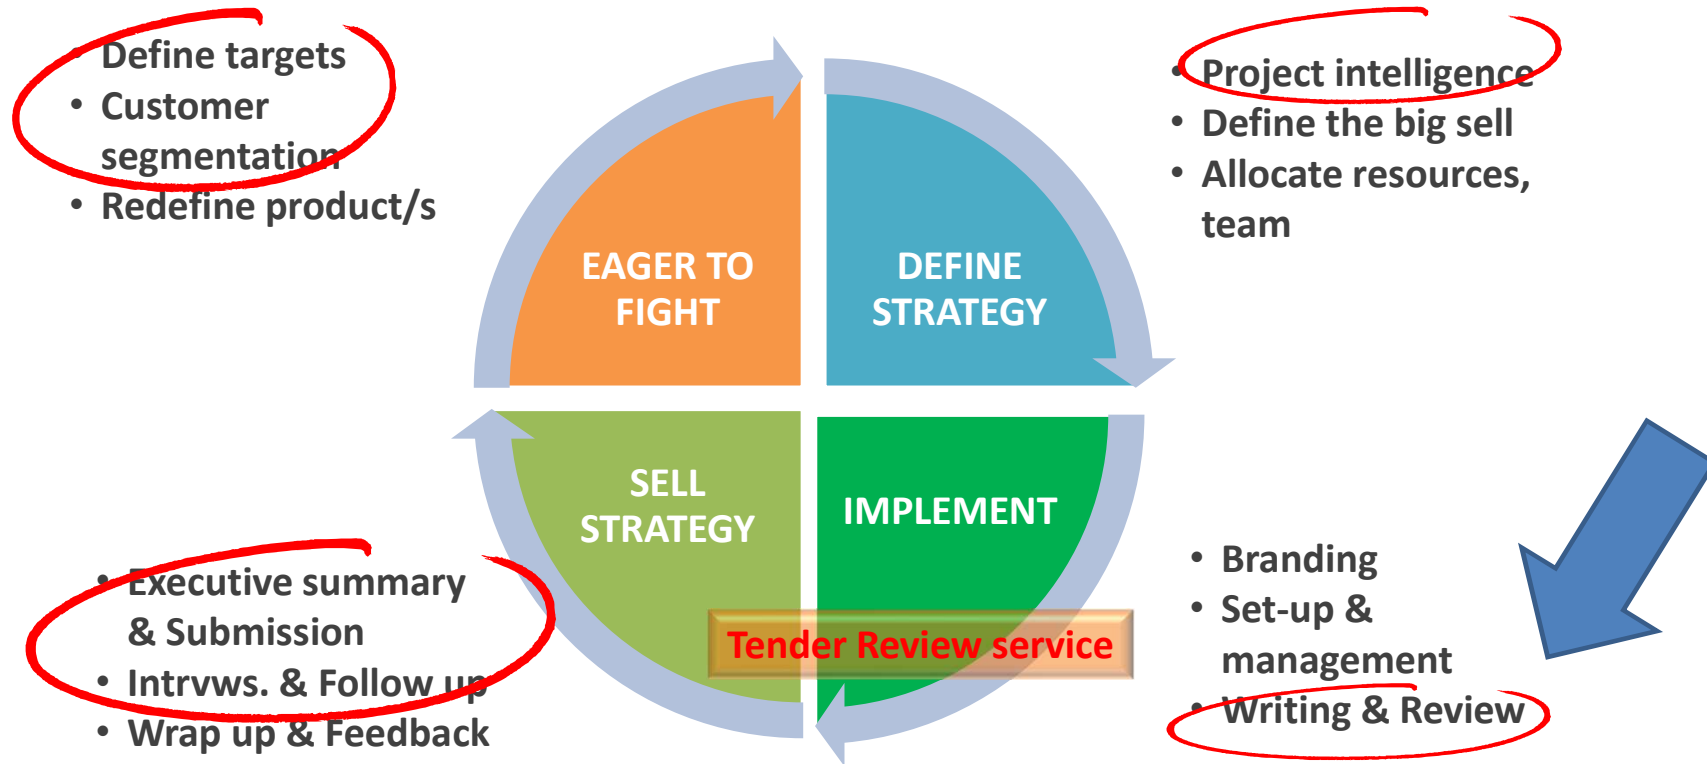 • Define targets
• Customer
segmentation
• Redefine product/s
• Project intelligence
• Define the big sell
• Allocate resources,
team
EAGER TO
FIGHT
DEFINE
STRATEGY
SELL
STRATEGY
IMPLEMENT
Tender Review service
• Executive summary
& Submission
• Intrvws. & Follow up
• Wrap up & Feedback
• Branding
• Set-up &
management
• Writing & Review